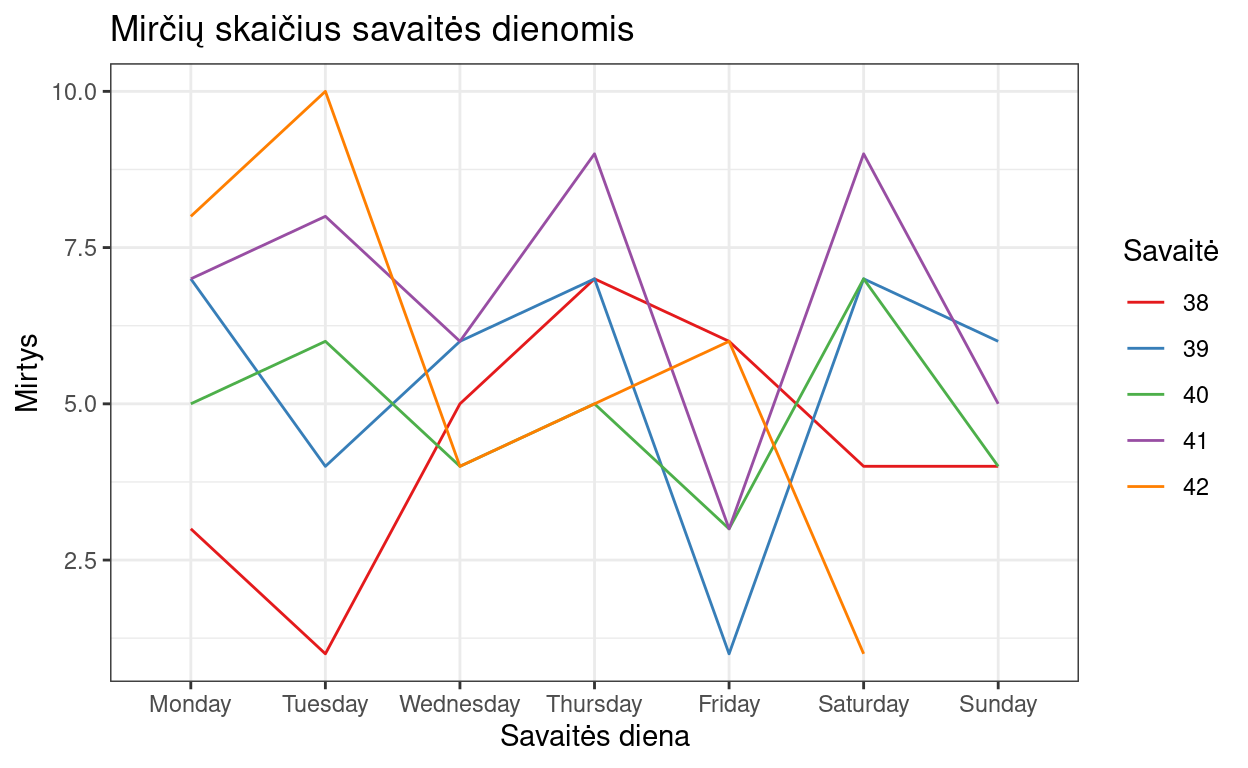 Mirčių skaičius savaitės dienomis
Mirtys
10.0
7.5
5.0
2.5
Monday Tuesday Wednesday Thursday Friday Saturday Sunday
Savaitės diena
Savaitė
38
39
40
41
42